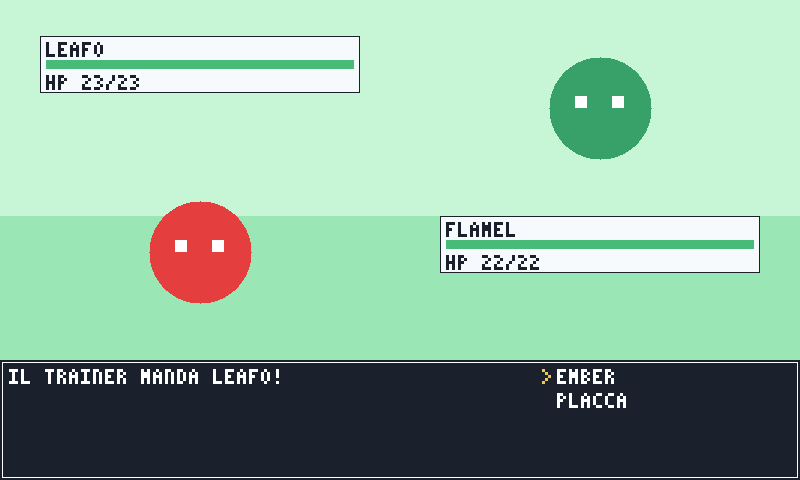 LEAFO
HP 23/23
FLAMEL
HP 22/22
IL TRAINER MANDA LEAFO!
>EMBER
PLACCA